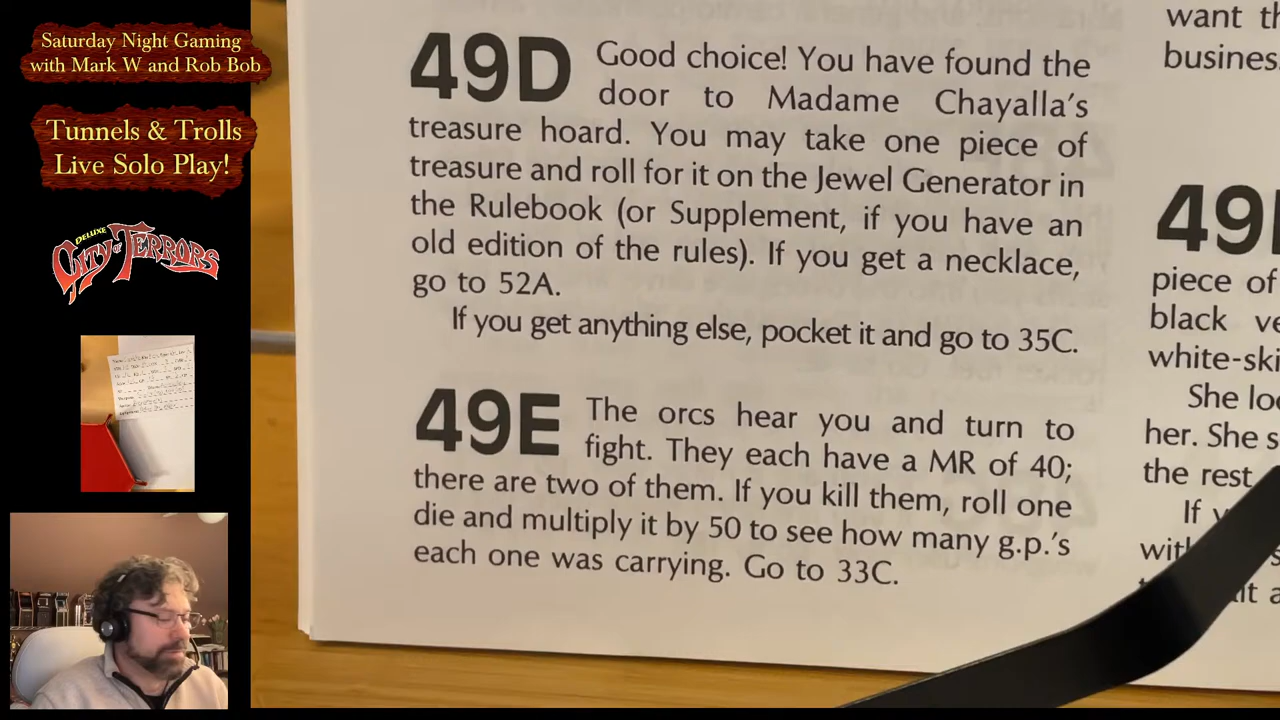 Saturday Night Gaming
with Mark W and Rob Bob
Tunnels & Trolls
Live Solo Play!
DELUXE
CITY OF TERRORS
49D Good choice! You have found the
door to Madame Chayalla's
treasure hoard. You may take one piece of
treasure and roll for it on the Jewel Generator in
the Rulebook (or Supplement, if you have an
old edition of the rules). If you get a necklace,
go to 52A.
If you get anything else, pocket it and go to 35C.
49E The orcs hear you and turn to
fight. They each have a MR of 40;
there are two of them. If you kill them, roll one
die and multiply it by 50 to see how many g.p.'s
each one was carrying. Go to 33C.
want
business
49
piece of
black
white-ski
She
her. She
the rest
If